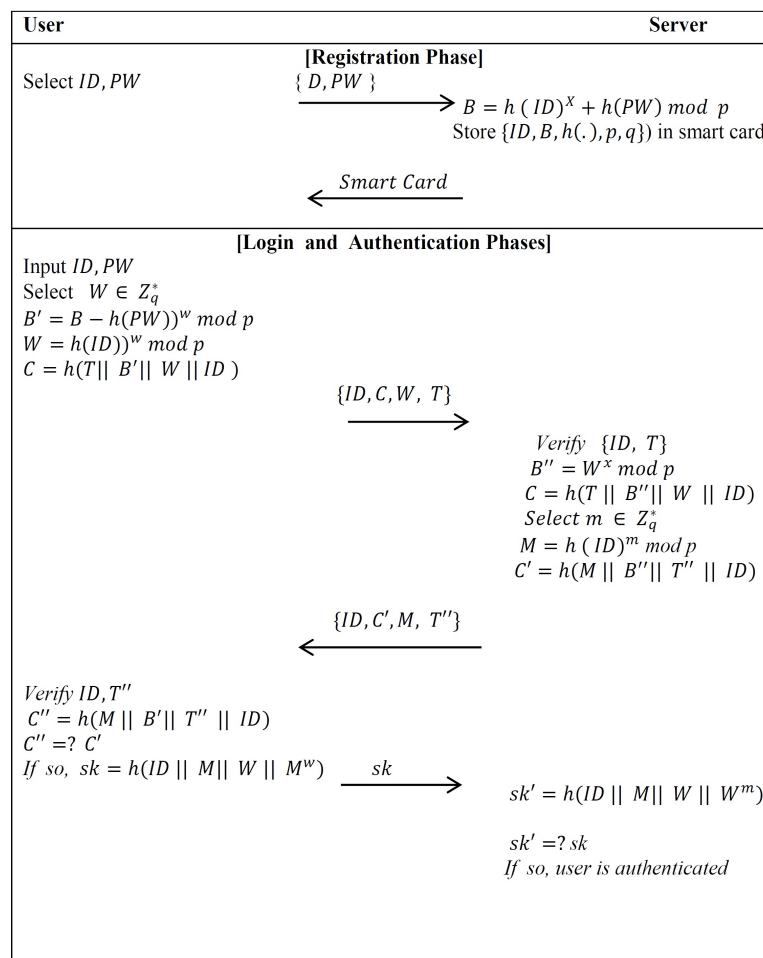 User Server
[Registration Phase]
Select ID, PW { D, PW }
B = h ( ID)^X + h(PW) mod p
Store {ID, B, h(.), p, q}) in smart card
Smart Card
[Login and Authentication Phases]
Input ID, PW
Select W ∈ Z_q^*
B′ = B − h(PW))^w mod p
W = h(ID))^w mod p
C = h(T|| B′|| W ||ID )
{ID, C, W, T}
Verify {ID, T}
B′′ = W^x mod p
C = h(T || B′′|| W || ID)
Select m ∈ Z_q^*
M = h ( ID)^m mod p
C′ = h(M || B′′|| T′′ || ID)
{ID, C′, M, T′′}
Verify ID, T′′
C′′ = h(M || B′|| T′′ || ID)
C′′ =? C′
If so, sk = h(ID || M|| W || M^w) sk
sk′ = h(ID || M|| W || W^m)
sk′ =? sk
If so, user is authenticated